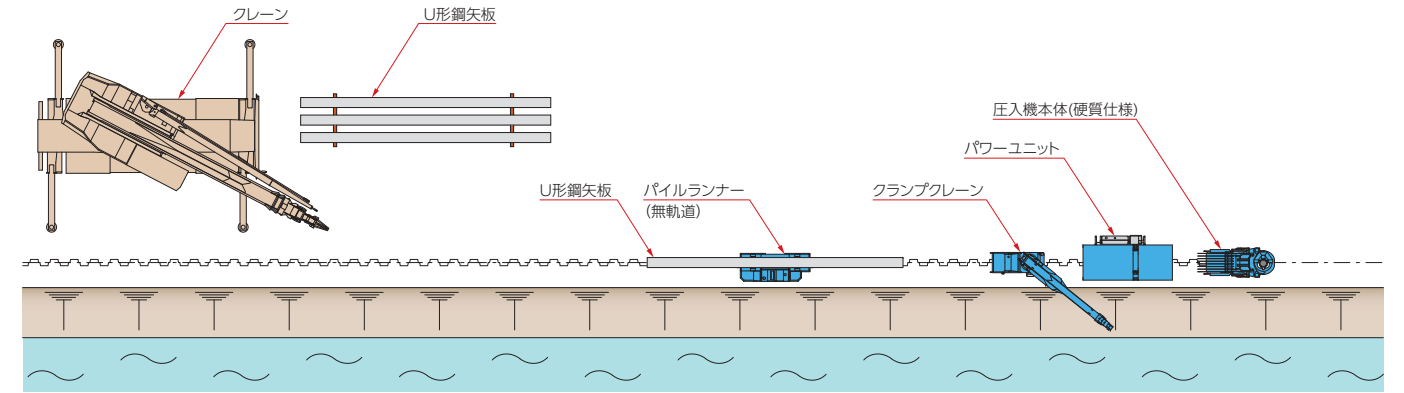 クレーン
U形鋼矢板
圧入機本体(硬質仕様)
パワーユニット
U形鋼矢板
パイルランナー
(無軌道)
クランプクレーン